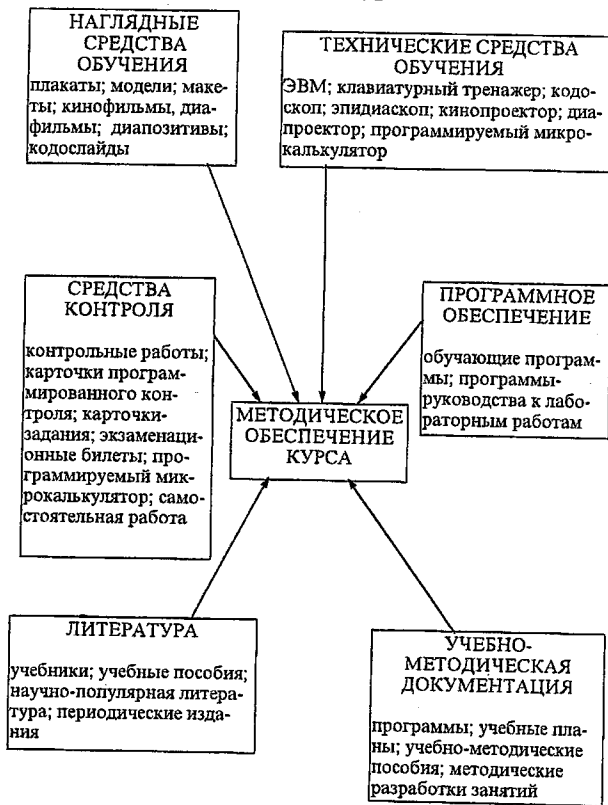 НАГЛЯДНЫЕ
СРЕДСТВА
ОБУЧЕНИЯ
плакаты; модели; маке-
ты; кинофильмы, диа-
фильмы; диапозитивы;
кодослайды
ТЕХНИЧЕСКИЕ СРЕДСТВА
ОБУЧЕНИЯ
ЭВМ; клавиатурный тренажер; кодо-
скоп; эпидиаскоп; кинопроектор; диа-
проектор; программируемый микро-
калькулятор
СРЕДСТВА
КОНТРОЛЯ
контрольные работы;
карточки програм-
мированного кон-
троля; карточки-
задания; экзаменаци-
онные билеты; про-
граммируемый мик-
рокалькулятор; само-
стоятельная работа
ПРОГРАММНОЕ
ОБЕСПЕЧЕНИЕ
обучающие програм-
мы; программы-
руководства к лабо-
раторным работам
МЕТОДИЧЕСКОЕ
ОБЕСПЕЧЕНИЕ
КУРСА
ЛИТЕРАТУРА
учебники; учебные пособия;
научно-популярная литера-
тура; периодические изда-
ния
УЧЕБНО-
МЕТОДИЧЕСКАЯ
ДОКУМЕНТАЦИЯ
программы; учебные пла-
ны; учебно-методические
пособия; методические
разработки занятий